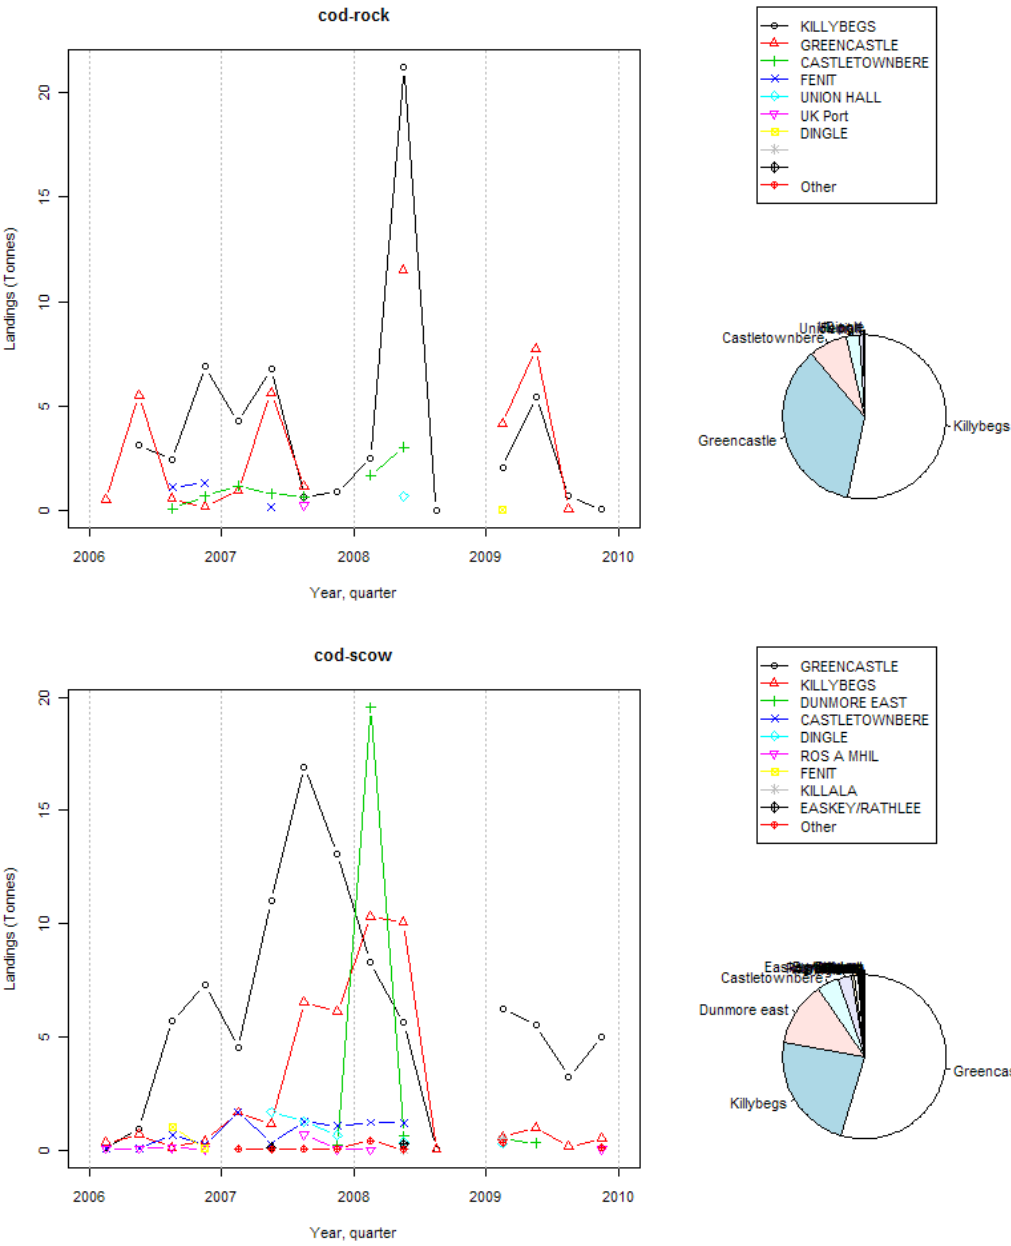 cod-rock
Landings (Tonnes)
20
15
10
5
0
2006 2007 2008 2009 2010
Year, quarter
KILLYBEGS
GREENCASTLE
CASTLETOWNBERE
FENIT
UNION HALL
UK Port
DINGLE
Other
Castletownbere
Greencastle
Killybegs
cod-scow
Landings (Tonnes)
20
15
10
5
0
2006 2007 2008 2009 2010
Year, quarter
GREENCASTLE
KILLYBEGS
DUNMORE EAST
CASTLETOWNBERE
DINGLE
ROS A MHIL
FENIT
KILLALA
EASKEY/RATHLEE
Other
Castletownbere
Dunmore east
Killybegs
Greencas